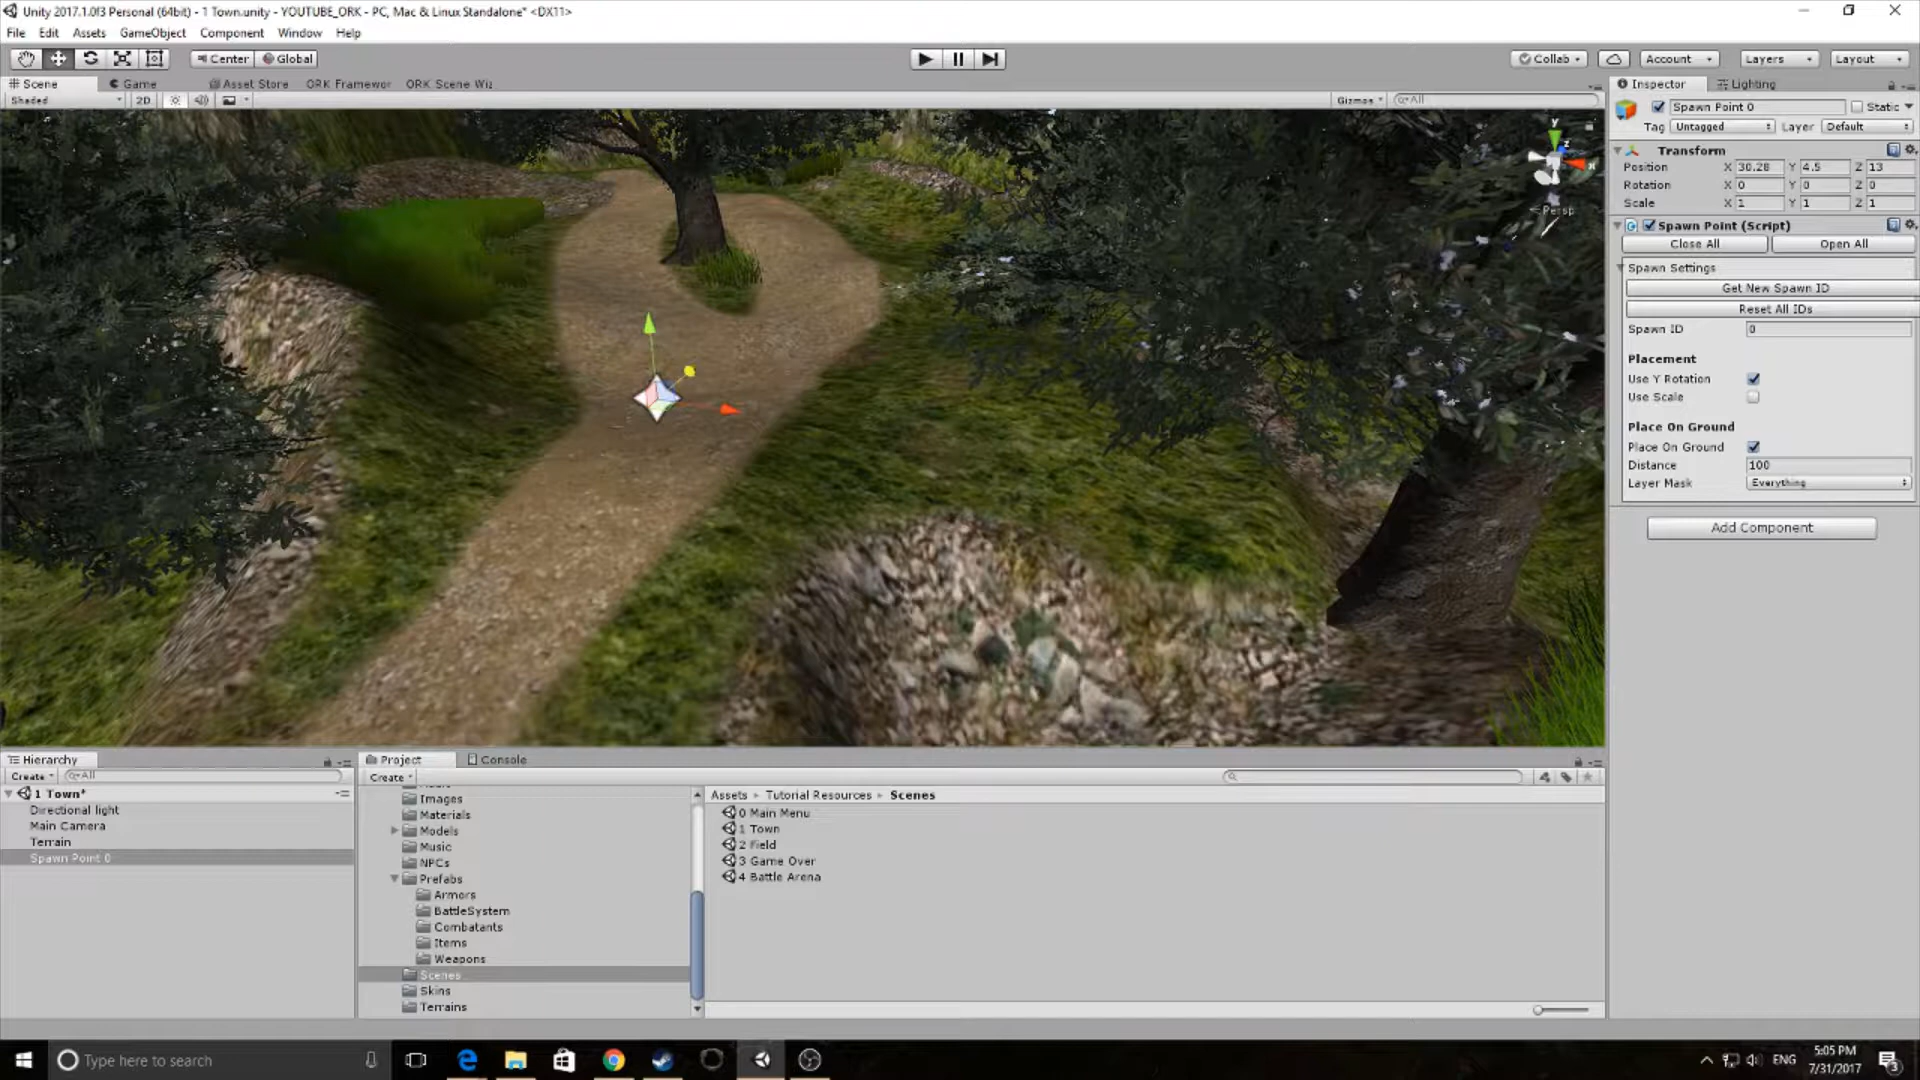 Unity 2017.1.0f3 Personal (64bit) - 1 Town.unity - YOUTUBE_ORK - PC, Mac & Linux Standalone* <DX11>
File Edit Assets GameObject Component Window Help
Center Global Collab Account Layers Layout
Scene Game Asset Store ORK Framewor ORK Scene Wiz Inspector Lighting
Shaded 2D Gizmos All
Spawn Point 0 Static
Tag Untagged Layer Default
Transform
Position X 30.28 Y 4.5 Z 13
Rotation X 0 Y 0 Z 0
Scale X 1 Y 1 Z 1
y
z
x
Persp
Spawn Point (Script)
Close All Open All
Spawn Settings
Get New Spawn ID
Reset All IDs
Spawn ID 0
Placement
Use Y Rotation
Use Scale
Place On Ground
Place On Ground
Distance 100
Layer Mask Everything
Add Component
Hierarchy
Create All
1 Town*
Directional light
Main Camera
Terrain
Spawn Point 0
Project Console
Create
Images
Materials
Models
Music
NPCs
Prefabs
Armors
BattleSystem
Combatants
Items
Weapons
Scenes
Skins
Terrains
Assets Tutorial Resources Scenes
0 Main Menu
1 Town
2 Field
3 Game Over
4 Battle Arena
Type here to search
ENG
5:05 PM
7/31/2017
3